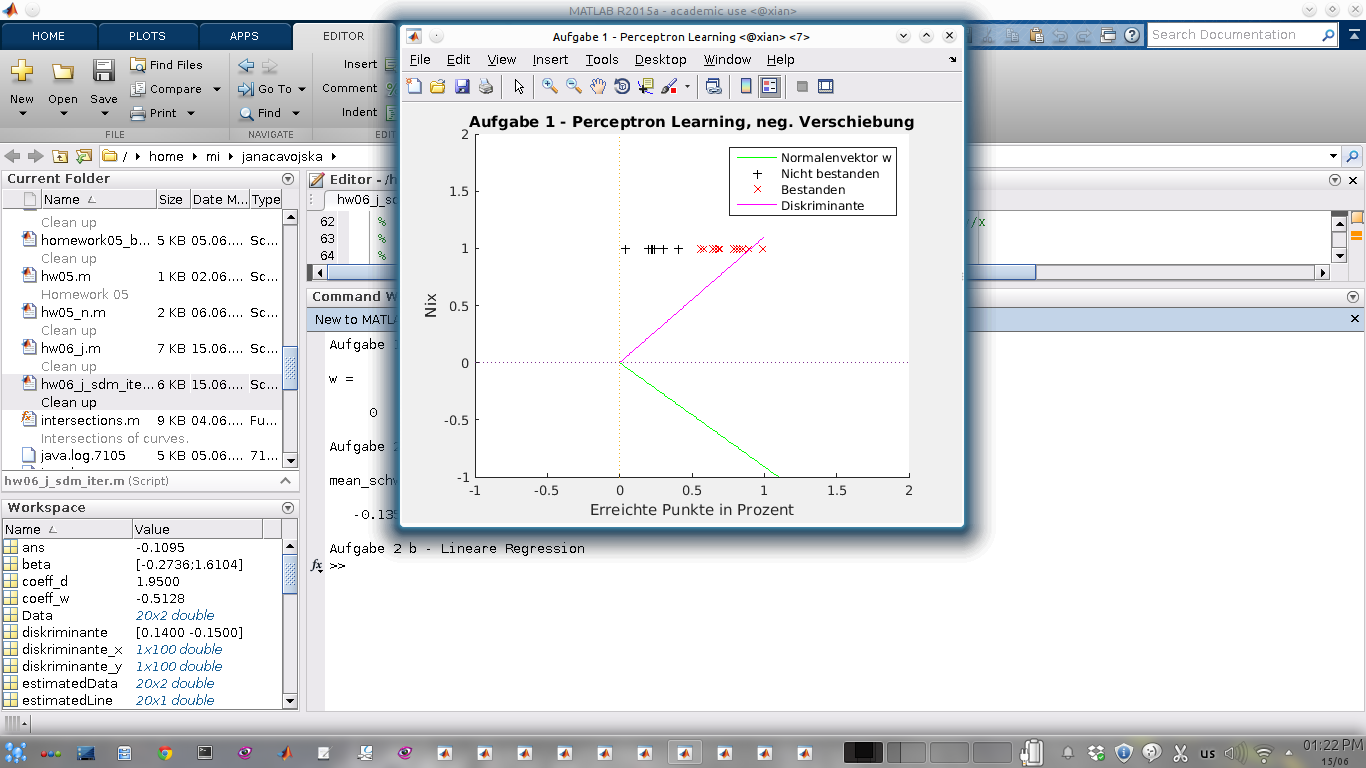 MATLAB R2015a - academic use <@xian>
HOME PLOTS APPS EDITOR
Search Documentation
New Open Save
Find Files
Compare
Print
Go To
Find
Insert
Comment
Indent
FILE NAVIGATE
/ home mi janacavojska
Current Folder
Name Size Date M... Type
Clean up
homework05_b... 5 KB 05.06.... Sc...
Clean up
hw05.m 1 KB 02.06.... Sc...
Homework 05
hw05_n.m 2 KB 06.06.... Sc...
Clean up
hw06_j.m 7 KB 15.06.... Sc...
Clean up
hw06_j_sdm_ite... 6 KB 15.06.... Sc...
Clean up
intersections.m 9 KB 04.06.... Fu...
Intersections of curves.
java.log.7105 5 KB 05.06.... 71...
hw06_j_sdm_iter.m (Script)
Workspace
Name Value
ans -0.1095
beta [-0.2736;1.6104]
coeff_d 1.9500
coeff_w -0.5128
Data 20x2 double
diskriminante [0.1400 -0.1500]
diskriminante_x 1x100 double
diskriminante_y 1x100 double
estimatedData 20x2 double
estimatedLine 20x1 double
Editor - /h
hw06_j_sd
62 %
63 %
64 %
/x
Command W
New to MATL
Aufgabe
w =
0
Aufgabe 2
mean_schw
-0.135
Aufgabe 2 b - Lineare Regression
fx >>
Aufgabe 1 - Perceptron Learning <@xian> <7>
File Edit View Insert Tools Desktop Window Help
Aufgabe 1 - Perceptron Learning, neg. Verschiebung
Normalenvektor w
Nicht bestanden
Bestanden
Diskriminante
2
1.5
1
0.5
0
-0.5
-1
Nix
-1 -0.5 0 0.5 1 1.5 2
Erreichte Punkte in Prozent
us
01:22 PM
15/06